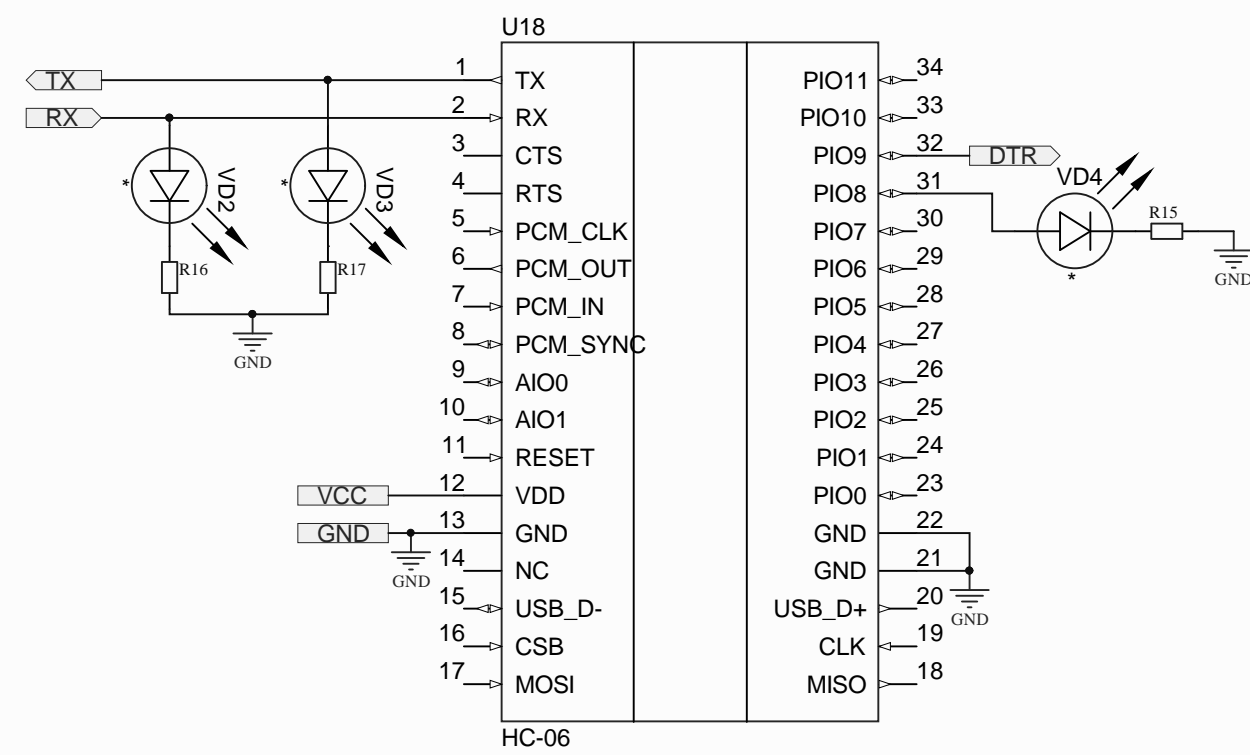 U18
TX
1
TX
PIO11
34
RX
2
RX
PIO10
33
3
CTS
PIO9
32
DTR
*
VD2
*
VD3
4
RTS
PIO8
31
VD4
5
PCM_CLK
PIO7
30
R15
R16
R17
6
PCM_OUT
PIO6
29
*
GND
7
PCM_IN
PIO5
28
8
PCM_SYNC
PIO4
27
GND
9
AIO0
PIO3
26
10
AIO1
PIO2
25
11
RESET
PIO1
24
VCC
12
VDD
PIO0
23
GND
13
GND
GND
22
GND
14
NC
GND
21
15
USB_D-
USB_D+
20
GND
16
CSB
CLK
19
17
MOSI
MISO
18
HC-06